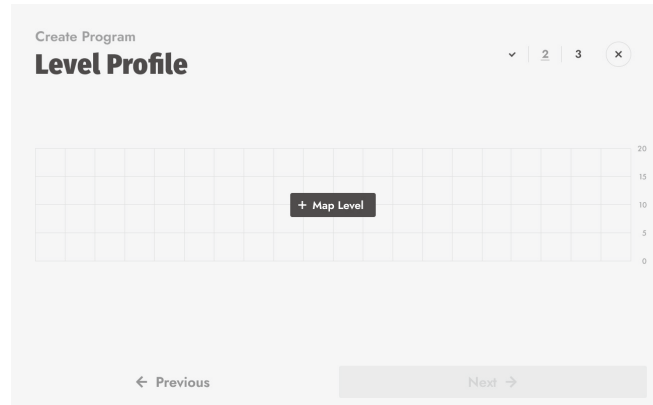 Create Program
Level Profile
2
3
20
15
+ Map Level
10
5
0
← Previous
Next →